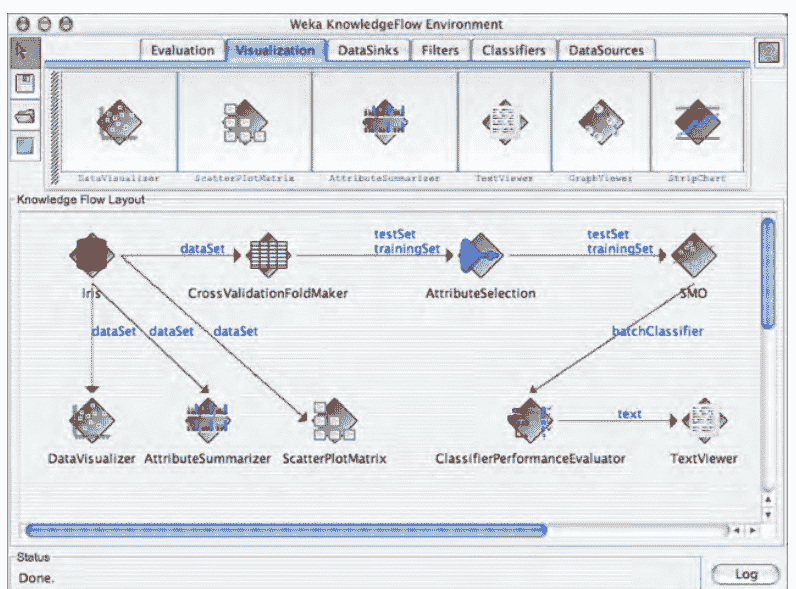 Weka KnowledgeFlow Environment
Evaluation Visualization DataSinks Filters Classifiers DataSources
DataVisualizer ScatterPlotMatrix AttributeSummarizer TextViewer GraphViewer StripChart
Knowledge Flow Layout
testSet testSet
dataSet trainingSet trainingSet
Iris CrossValidationFoldMaker AttributeSelection SMO
dataSet dataSet dataSet batchClassifier
text
DataVisualizer AttributeSummarizer ScatterPlotMatrix ClassifierPerformanceEvaluator TextViewer
Status
Done.
Log